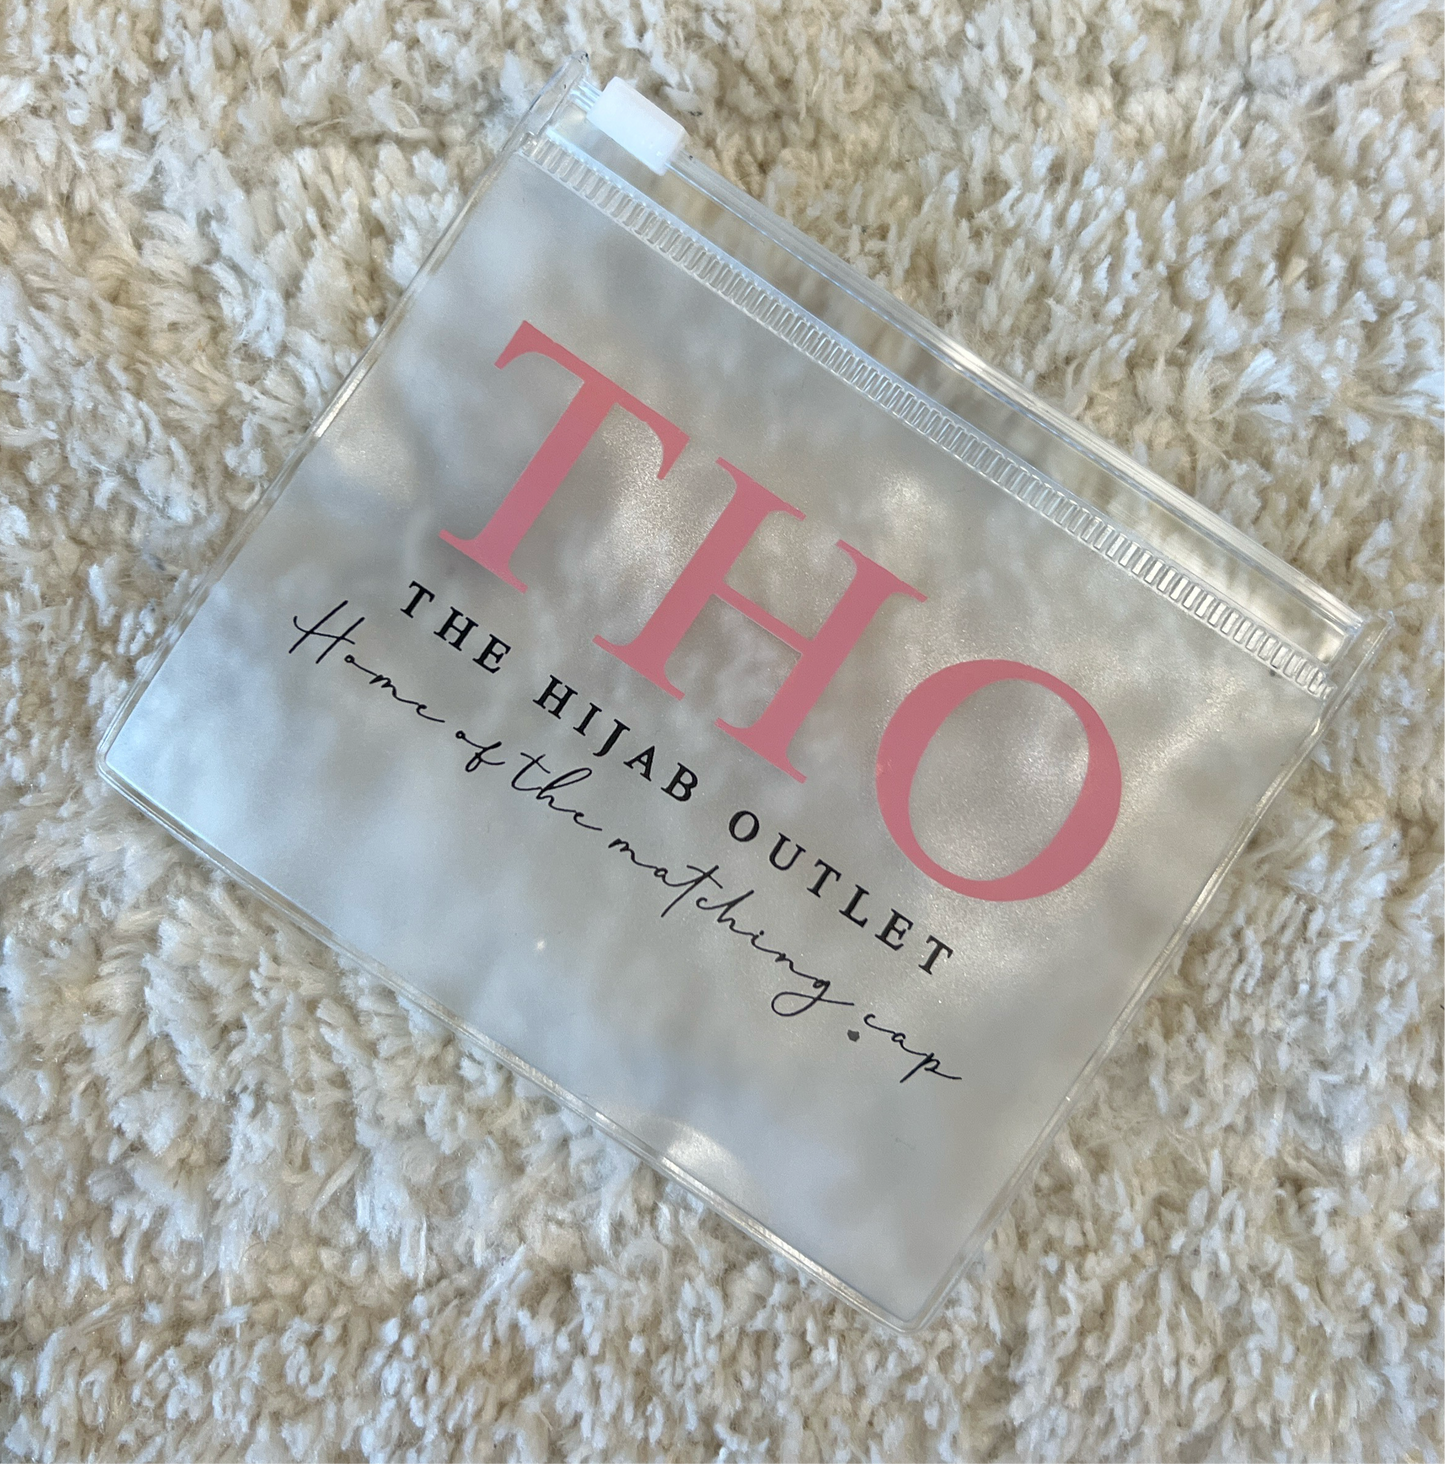 THO
THE HIJAB OUTLET
Home of the matching cap